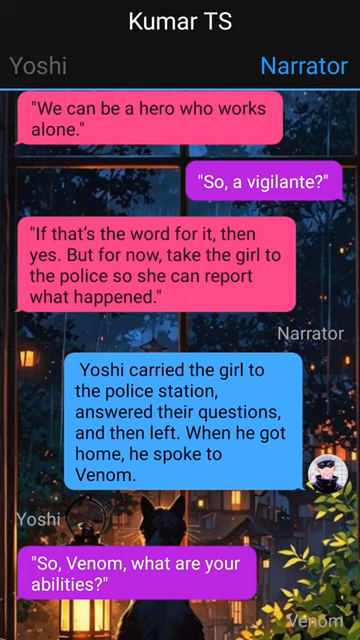 Kumar TS
Yoshi
Narrator
"We can be a hero who works
alone."
"So, a vigilante?"
"If that's the word for it, then
yes. But for now, take the girl to
the police so she can report
what happened."
Narrator
Yoshi carried the girl to
the police station,
answered their questions,
and then left. When he got
home, he spoke to
Venom.
Yoshi
"So, Venom, what are your
abilities?"
Venom